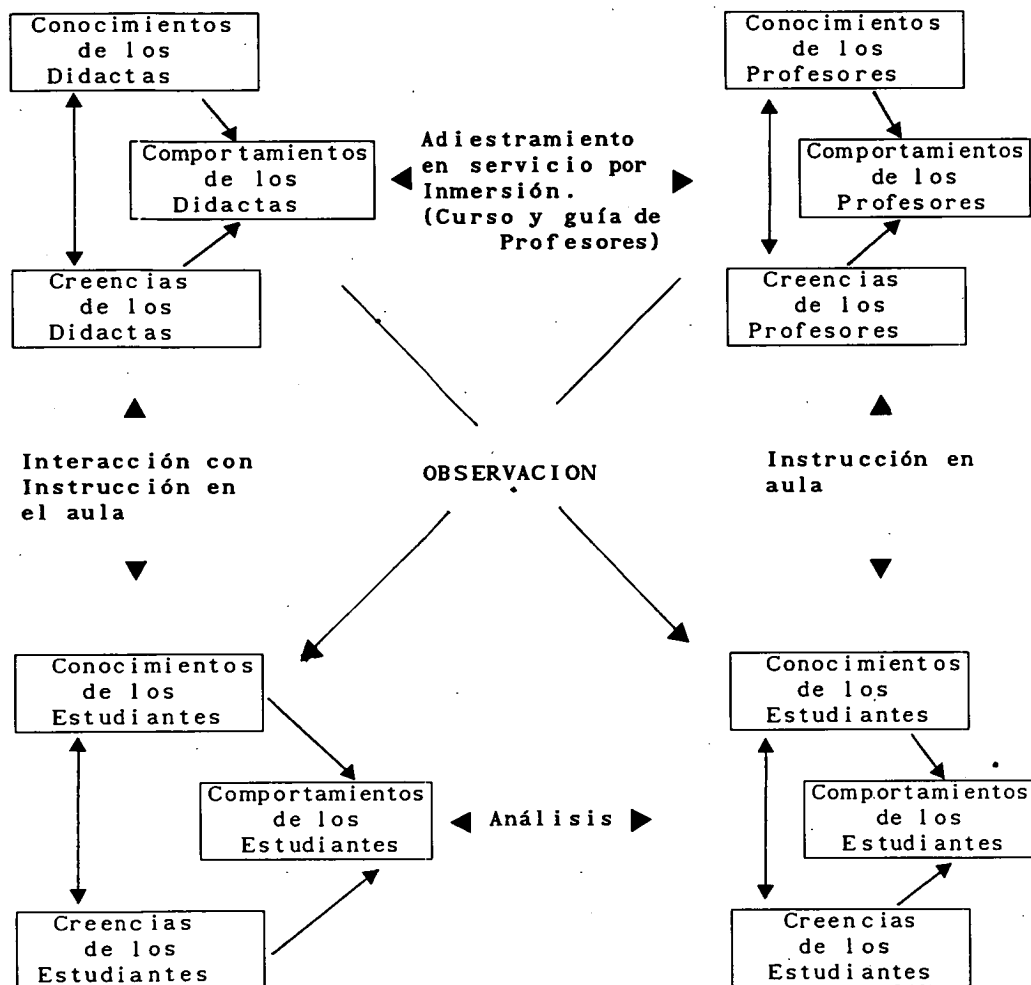 Conocimientos
de los
Didactas
Comportamientos
de los
Didactas
Creencias
de los
Didactas
Adiestramiento
en servicio por
Inmersión.
(Curso y guía de
Profesores)
Conocimientos
de los
Profesores
Comportamientos
de los
Profesores
Creencias
de los
Profesores
Interacción con
Instrucción en
el aula
OBSERVACION
Instrucción en
aula
Conocimientos
de los
Estudiantes
Comportamientos
de los
Estudiantes
Creencias
de los
Estudiantes
Análisis
Conocimientos
de los
Estudiantes
Comportamientos
de los
Estudiantes
Creencias
de los
Estudiantes